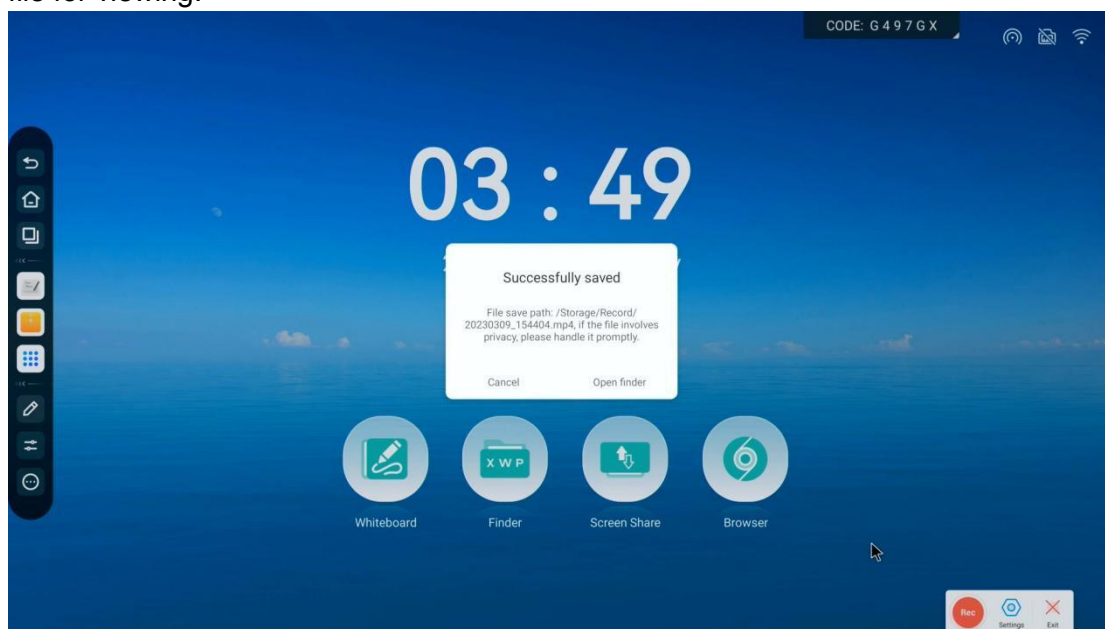 file for viewing.
CODE: G 4 9 7 G X
03 : 49
Successfully saved
File save path: /Storage/Record/
20230309_154404.mp4, if the file involves
privacy, please handle it promptly.
Cancel Open finder
X W P
Whiteboard Finder Screen Share Browser
Rec
Settings Exit